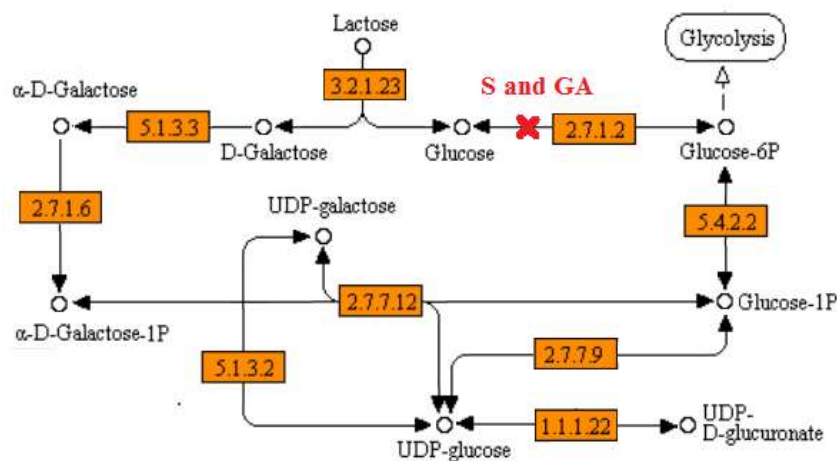 Lactose
Glycolysis
3.2.1.23
S and GA
α-D-Galactose
5.1.3.3
2.7.1.2
D-Galactose
Glucose
Glucose-6P
2.7.1.6
UDP-galactose
5.4.2.2
2.7.7.12
Glucose-1P
α-D-Galactose-1P
5.1.3.2
2.7.7.9
1.1.1.22
UDP-
D-glucuronate
UDP-glucose